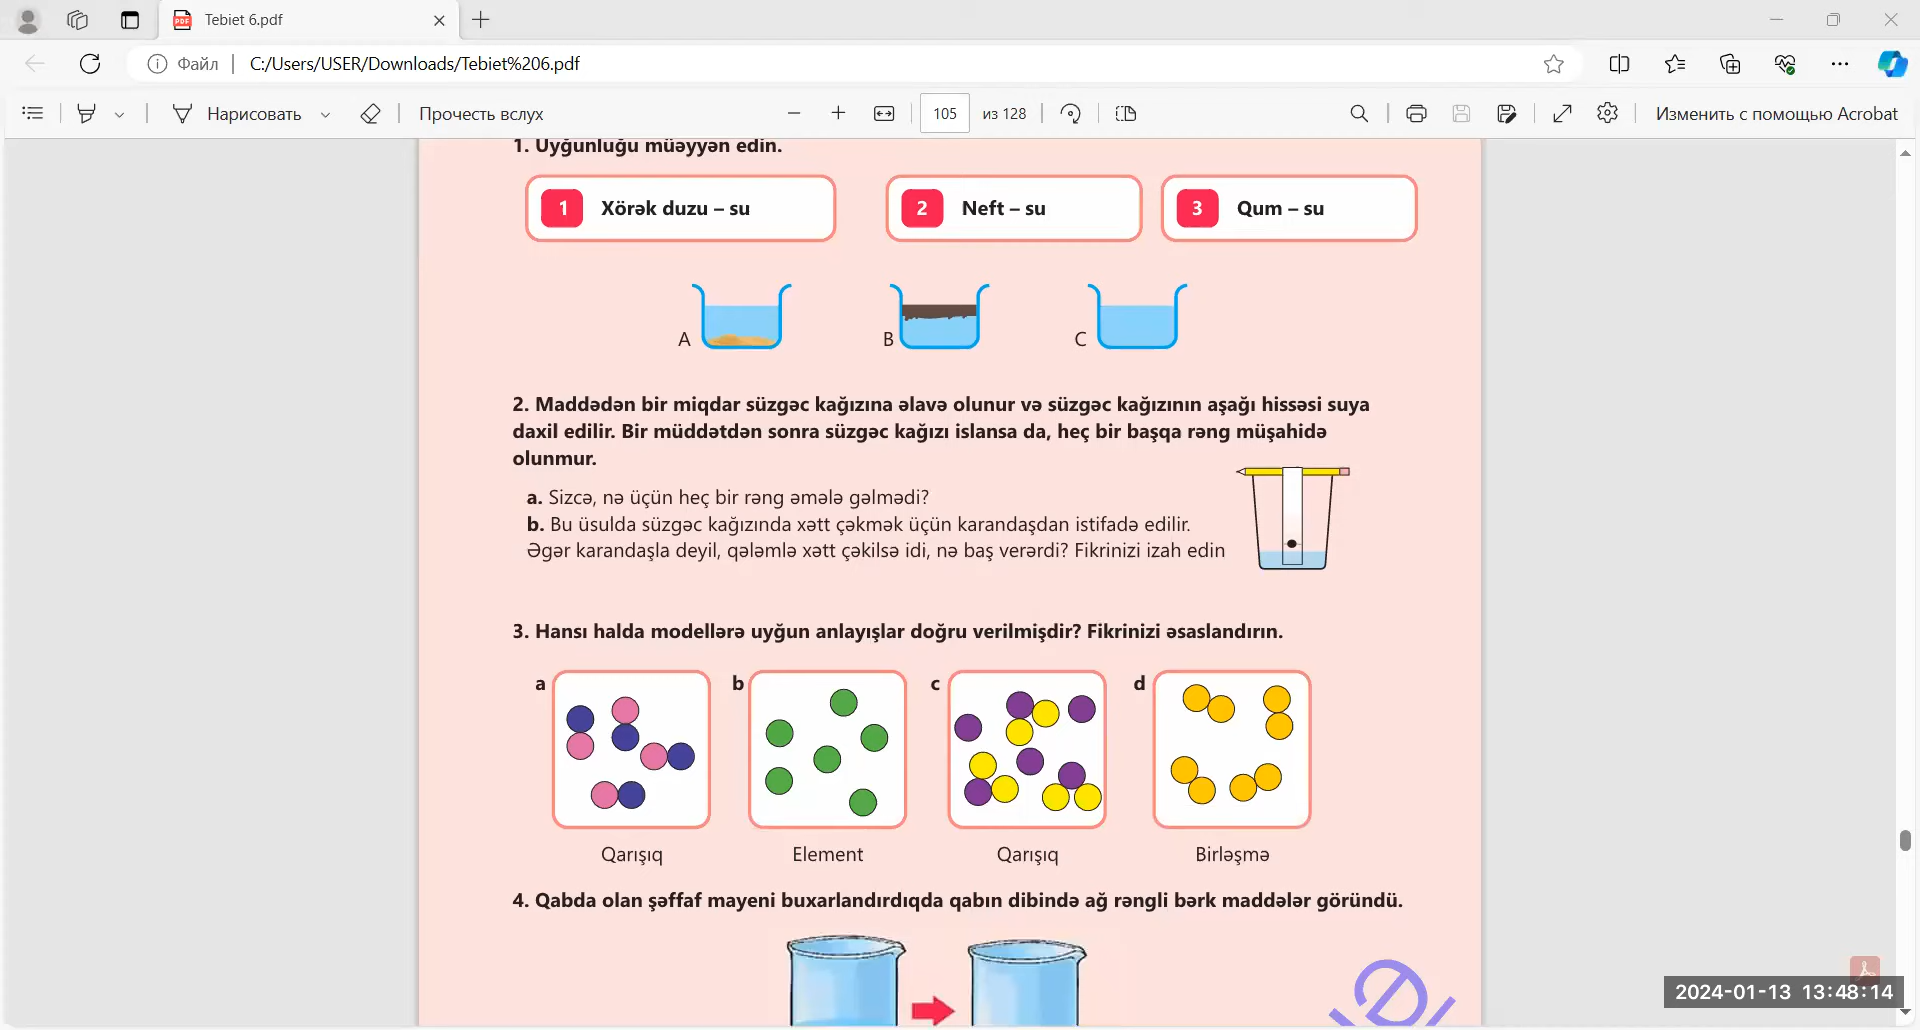 Tebiet 6.pdf
Файл
C:/Users/USER/Downloads/Tebiet%206.pdf
Нарисовать
Прочесть вслух
105 из 128
Изменить с помощью Acrobat
1. Uyğunluğu müəyyən edin.
1 Xörək duzu – su
2 Neft – su
3 Qum – su
A
B
C
2. Maddədən bir miqdar süzgəc kağızına əlavə olunur və süzgəc kağızının aşağı hissəsi suya
daxil edilir. Bir müddətdən sonra süzgəc kağızı islansa da, heç bir başqa rəng müşahidə
olunmur.
a. Sizcə, nə üçün heç bir rəng əmələ gəlmədi?
b. Bu üsulda süzgəc kağızında xətt çəkmək üçün karandaşdan istifadə edilir.
Əgər karandaşla deyil, qələmlə xətt çəkilsə idi, nə baş verərdi? Fikrinizi izah edin
3. Hansı halda modellərə uyğun anlayışlar doğru verilmişdir? Fikrinizi əsaslandırın.
a
b
c
d
Qarışıq
Element
Qarışıq
Birləşmə
4. Qabda olan şəffaf mayeni buxarlandırdıqda qabın dibində ağ rəngli bərk maddələr göründü.
2024-01-13 13:48:14